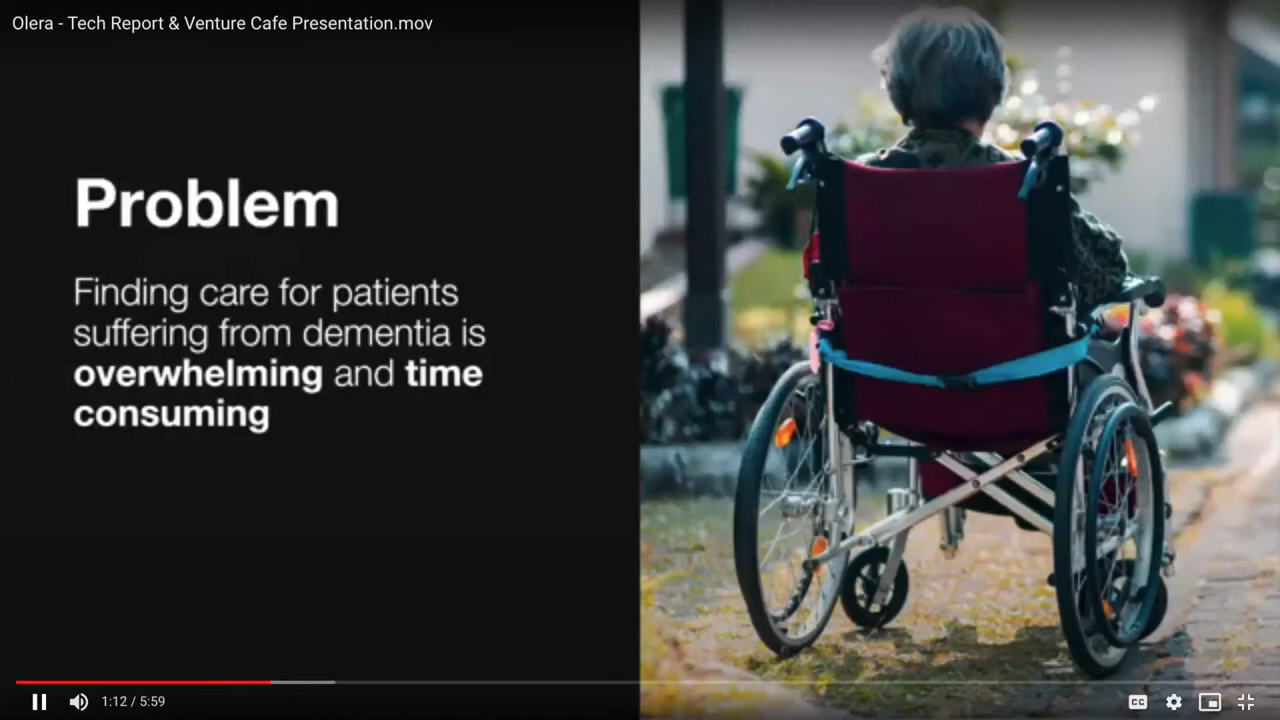 Olera - Tech Report & Venture Cafe Presentation.mov
Problem
Finding care for patients
suffering from dementia is
overwhelming and time
consuming
1:12 / 5:59
CC